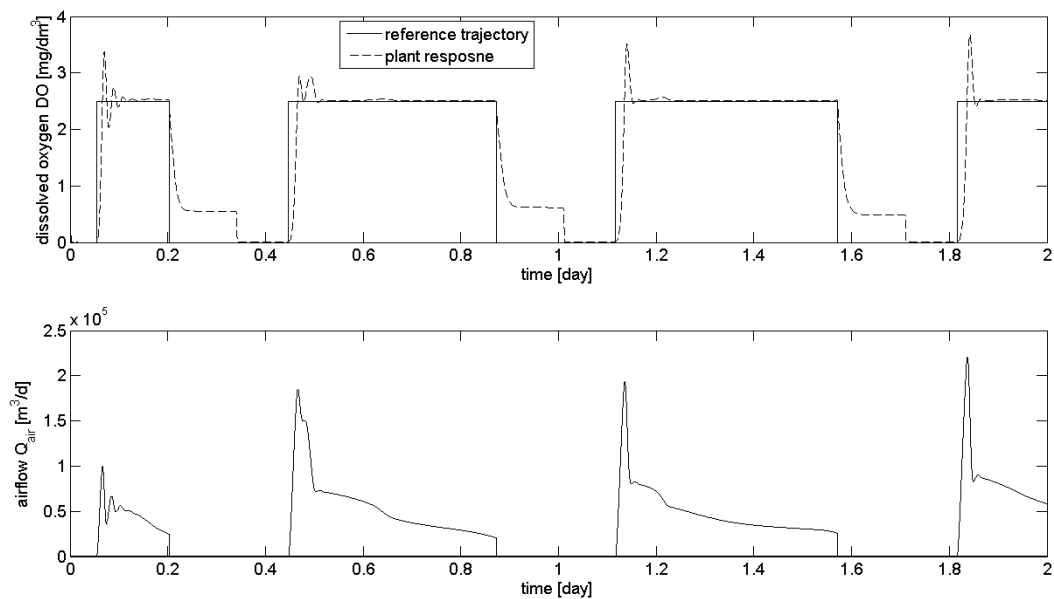 4
3
2
1
0
dissolved oxygen DO [mg/dm³]
reference trajectory
plant resposne
0 0.2 0.4 0.6 0.8 1 1.2 1.4 1.6 1.8 2
time [day]
x 10⁵
2.5
2
1.5
1
0.5
0
airflow Q_air [m³/d]
0 0.2 0.4 0.6 0.8 1 1.2 1.4 1.6 1.8 2
time [day]